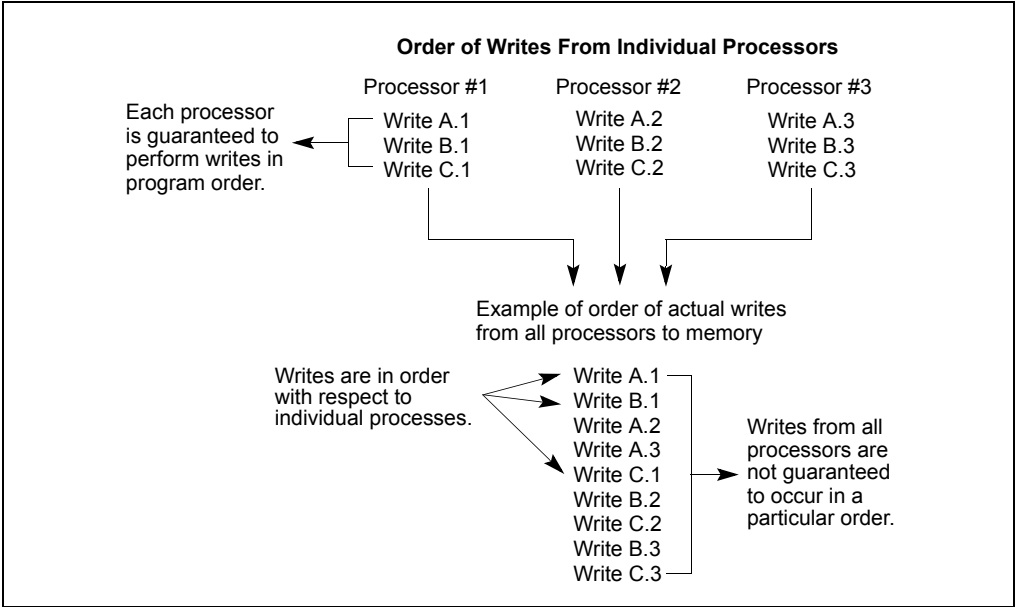 Order of Writes From Individual Processors
Processor #1
Processor #2
Processor #3
Each processor
is guaranteed to
perform writes in
program order.
Write A.1
Write B.1
Write C.1
Write A.2
Write B.2
Write C.2
Write A.3
Write B.3
Write C.3
Example of order of actual writes
from all processors to memory
Writes are in order
with respect to
individual processes.
Write A.1
Write B.1
Write A.2
Write A.3
Write C.1
Write B.2
Write C.2
Write B.3
Write C.3
Writes from all
processors are
not guaranteed
to occur in a
particular order.